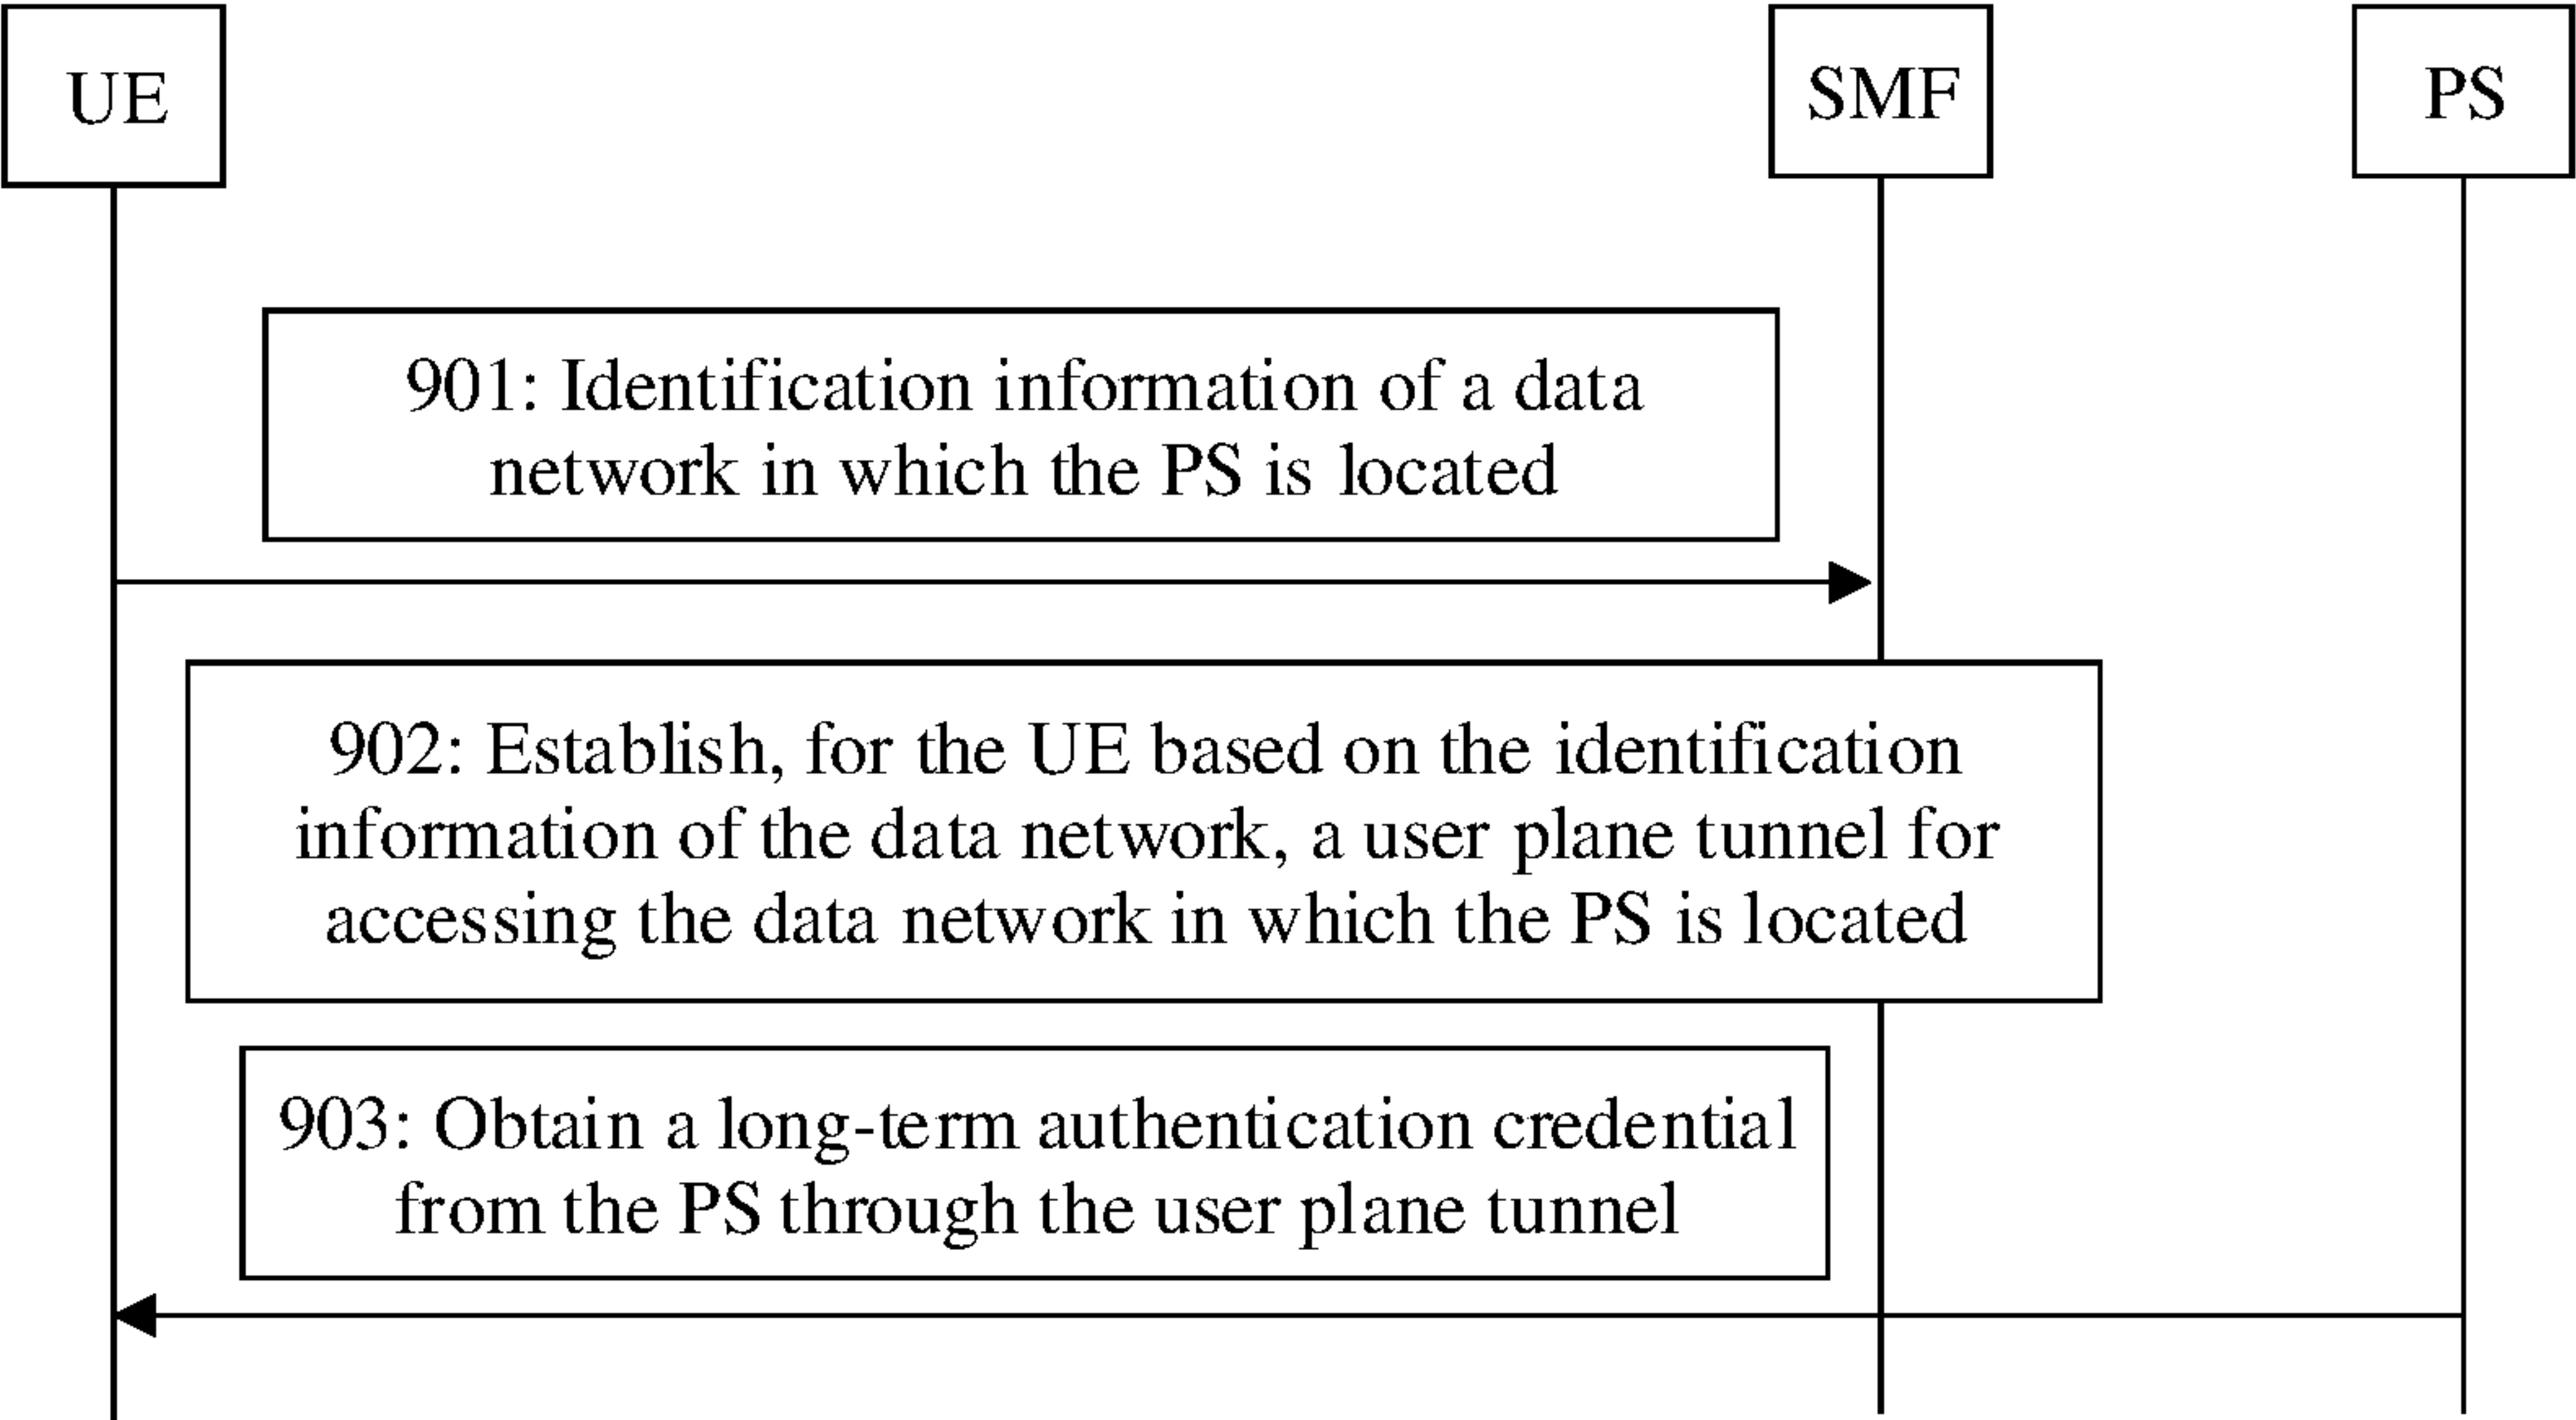 UE
SMF
PS
901: Identification information of a data
network in which the PS is located
902: Establish, for the UE based on the identification
information of the data network, a user plane tunnel for
accessing the data network in which the PS is located
903: Obtain a long-term authentication credential
from the PS through the user plane tunnel